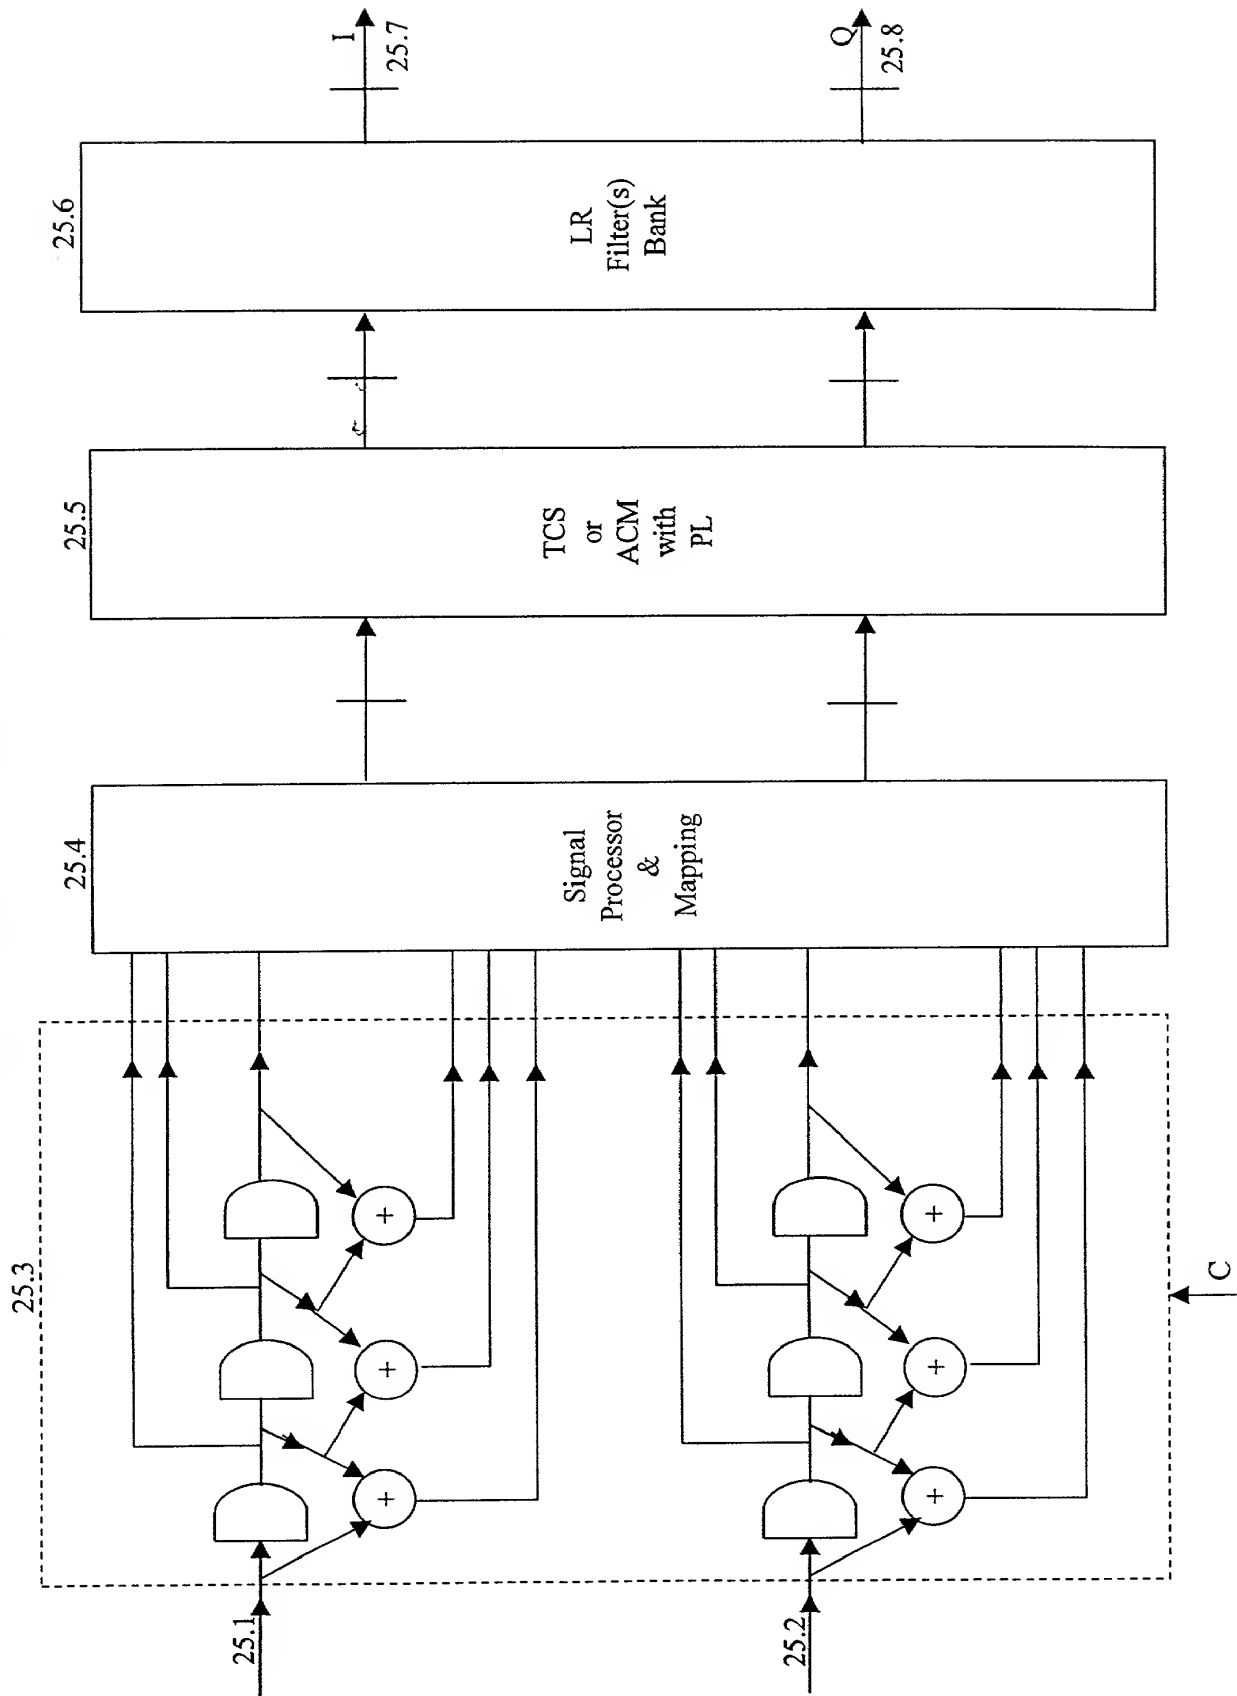 25.1
25.2
25.3
+
+
+
+
+
+
C
25.4
Signal
Processor
&
Mapping
25.5
TCS
or
ACM
with
PL
25.6
LR
Filter(s)
Bank
I
25.7
Q
25.8